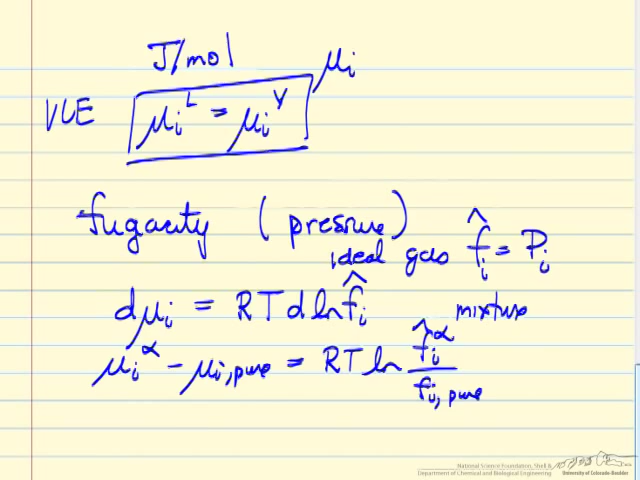 J/mol
μi
VLE μi^L = μi^V
fugacity (pressure)
ideal gas f̂i = Pi
dμi = RT d ln f̂i mixture
μi^α - μi,pure = RT ln f̂i^α / fi,pure
National Science Foundation, Shell &
Department of Chemical and Biological Engineering University of Colorado Boulder